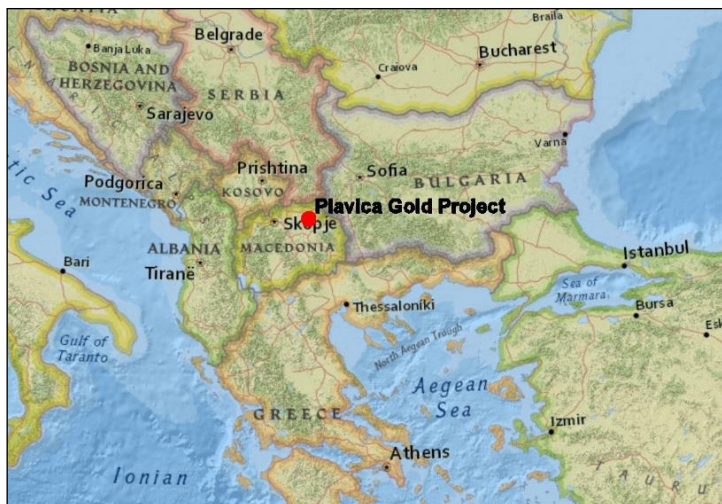 CROATIA
Braila
Belgrade
Banja Luka
Bucharest
Craiova
BOSNIA AND
HERZEGOVINA
SERBIA
Sarajevo
Varna
Prishtina
Sofia
Podgorica
KOSOVO
BULGARIA
MONTENEGRO
Plavica Gold Project
Skopje
ALBANIA
MACEDONIA
Istanbul
Bari
Tiranë
Sea of
Marmara
Thessaloniki
Bursa
Gulf of
Taranto
North Aegean Trough
Aegean
Sea
GREECE
Izmir
Athens
Ionian
TAURU